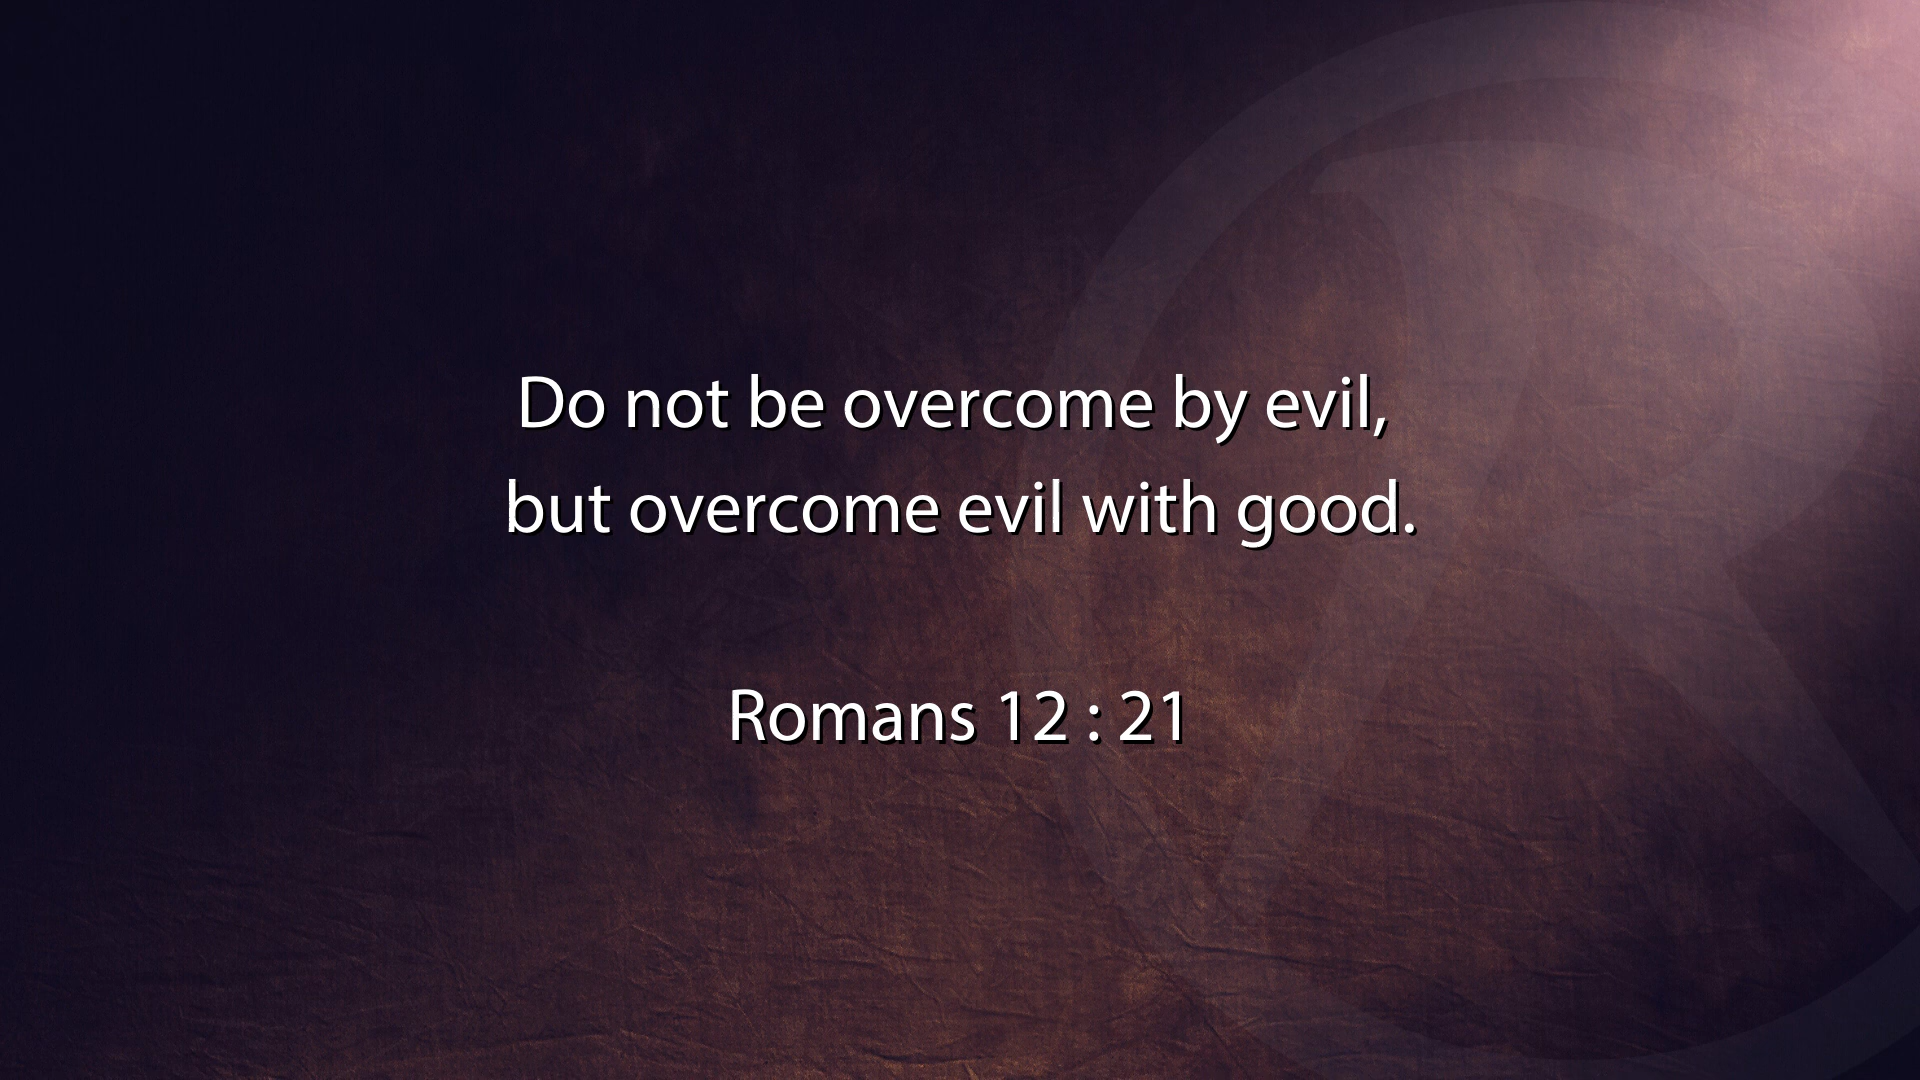 Do not be overcome by evil,
but overcome evil with good.
Romans 12 : 21